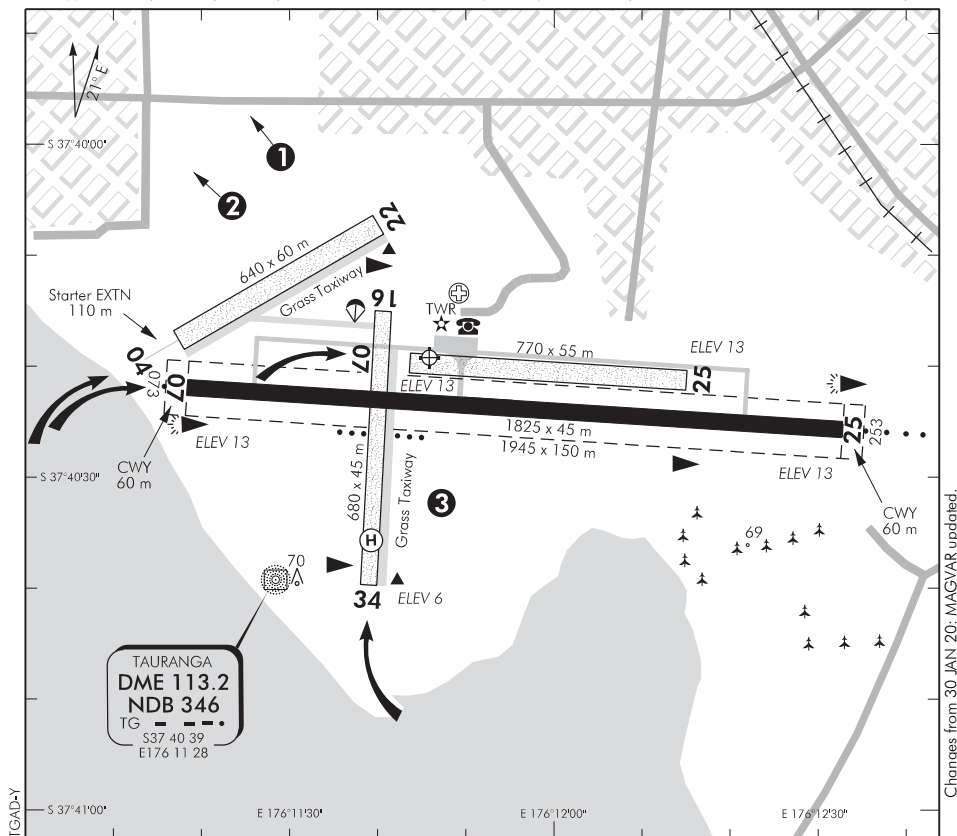 21° E
S 37°40'00"
1
2
22
640 x 60 m
Grass Taxiway
Starter EXTN
110 m
16
TWR
04
07
770 x 55 m
ELEV 13
073
07
ELEV 13
25
ELEV 13
1825 x 45 m
1945 x 150 m
25
253
CWY
60 m
ELEV 13
S 37°40'30"
680 x 45 m
Grass Taxiway
3
CWY
60 m
69
H
70
34
ELEV 6
TAURANGA
DME 113.2
NDB 346
TG
S37 40 39
E176 11 28
S 37°41'00"
E 176°11'30"
E 176°12'00"
E 176°12'30"
TGAD-Y
Changes from 30 JAN 20: MAGVAR updated.